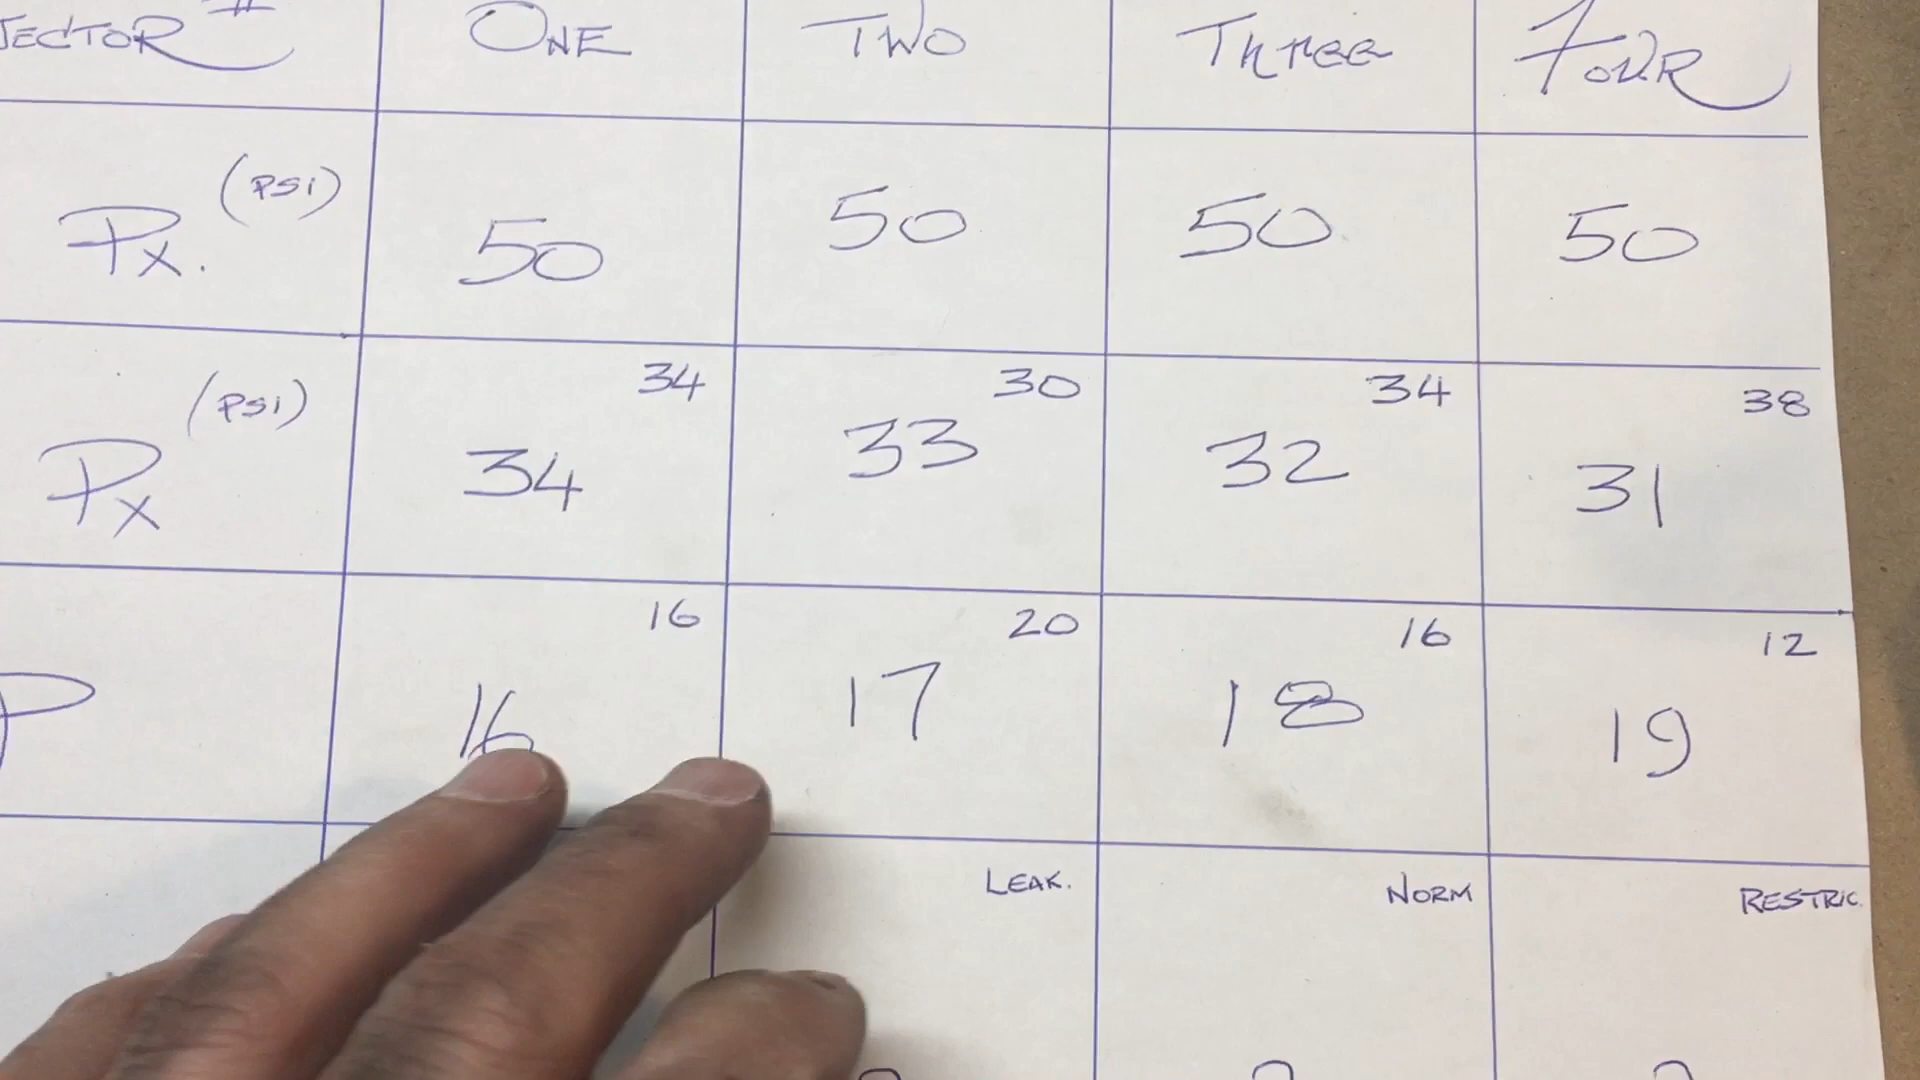 JECTOR # ONE TWO THREE FOUR
Px. (PSI) 50 50 50 50
34 30 34 38
Px (PSI) 34 33 32 31
16 20 16 12
P 16 17 18 19
LEAK. NORM RESTRIC.